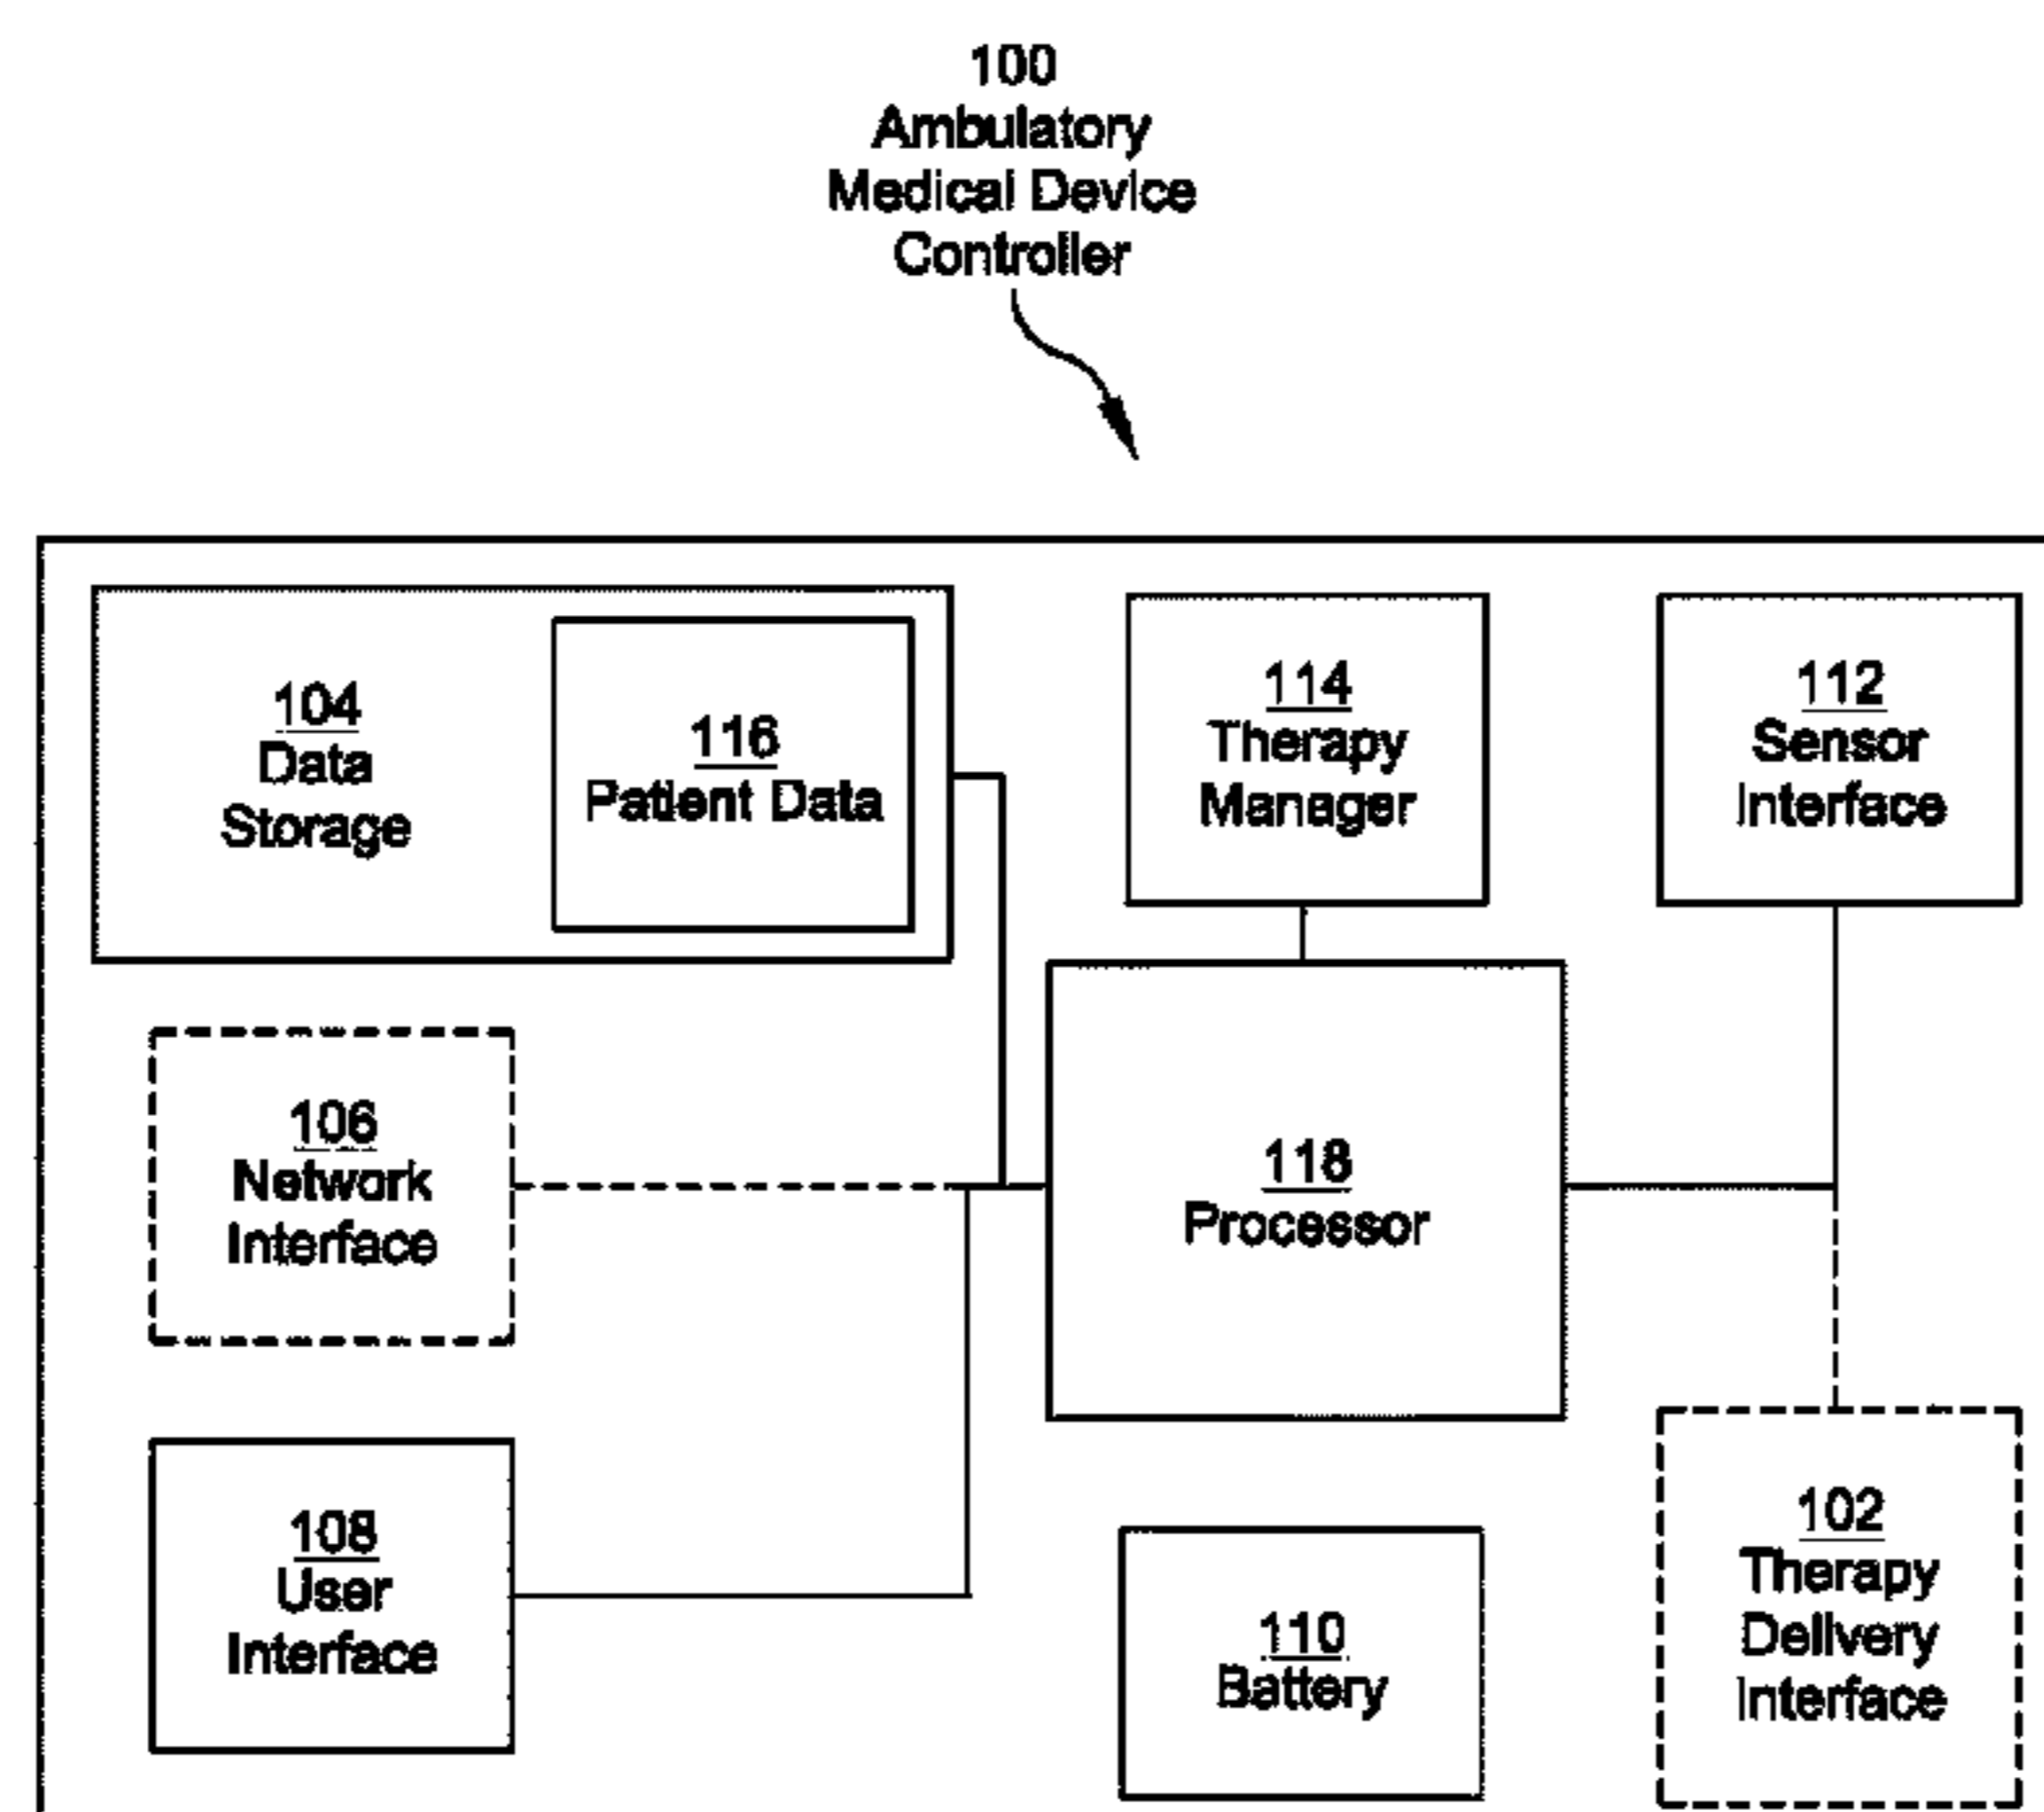 100
Ambulatory
Medical Device
Controller
104
Data
Storage
116
Patient Data
114
Therapy
Manager
112
Sensor
Interface
106
Network
Interface
118
Processor
108
User
Interface
110
Battery
102
Therapy
Delivery
Interface